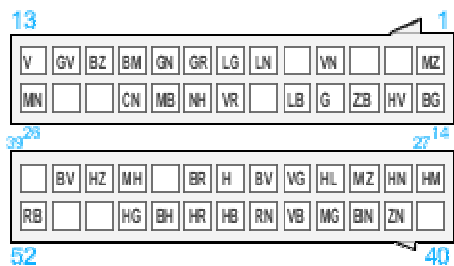 13 1
V GV BZ BM GN GR LG LN VN MZ
MN CN MB NH VR LB G ZB HV BG
39 26 27 14
BV HZ MH BR H BV VG HL MZ HN HM
RB HG BH HR HB RN VB MG BN ZN
52 40